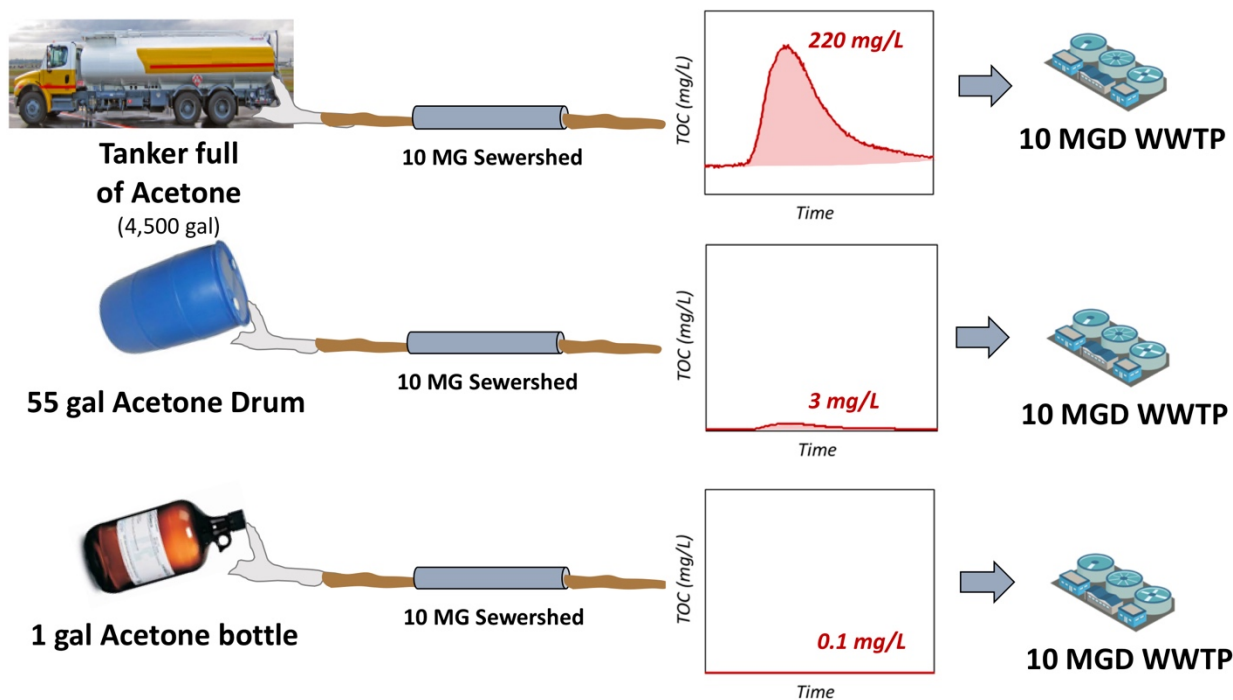 220 mg/L
TOC (mg/L)
Time
10 MG Sewershed
10 MGD WWTP
Tanker full
of Acetone
(4,500 gal)
3 mg/L
TOC (mg/L)
Time
10 MG Sewershed
10 MGD WWTP
55 gal Acetone Drum
0.1 mg/L
TOC (mg/L)
Time
10 MG Sewershed
10 MGD WWTP
1 gal Acetone bottle